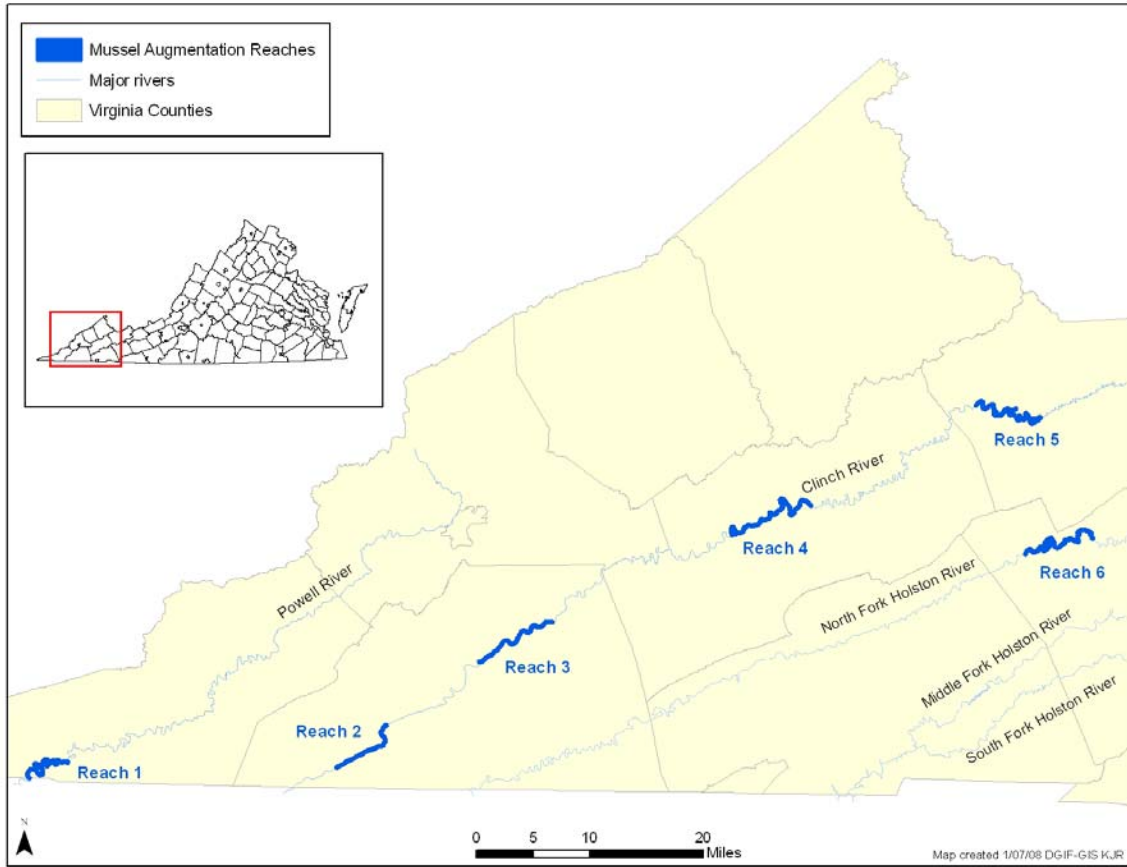 Mussel Augmentation Reaches
Major rivers
Virginia Counties
Reach 5
Clinch River
Reach 4
Reach 6
North Fork Holston River
Powell River
Middle Fork Holston River
Reach 3
South Fork Holston River
Reach 2
Reach 1
N
0 5 10 20
Miles
Map created 1/07/08 DGIF-GIS KJR